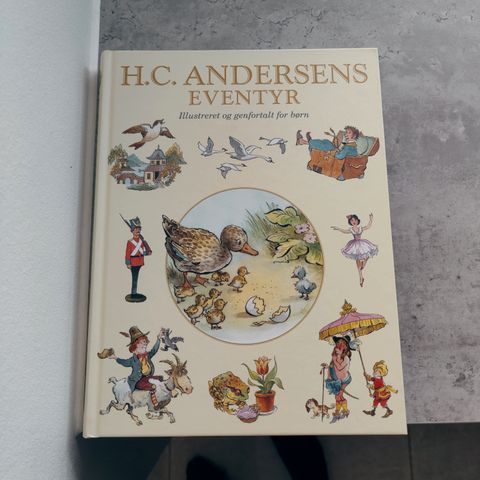 H.C. ANDERSENS
EVENTYR
Illustreret og genfortalt for børn